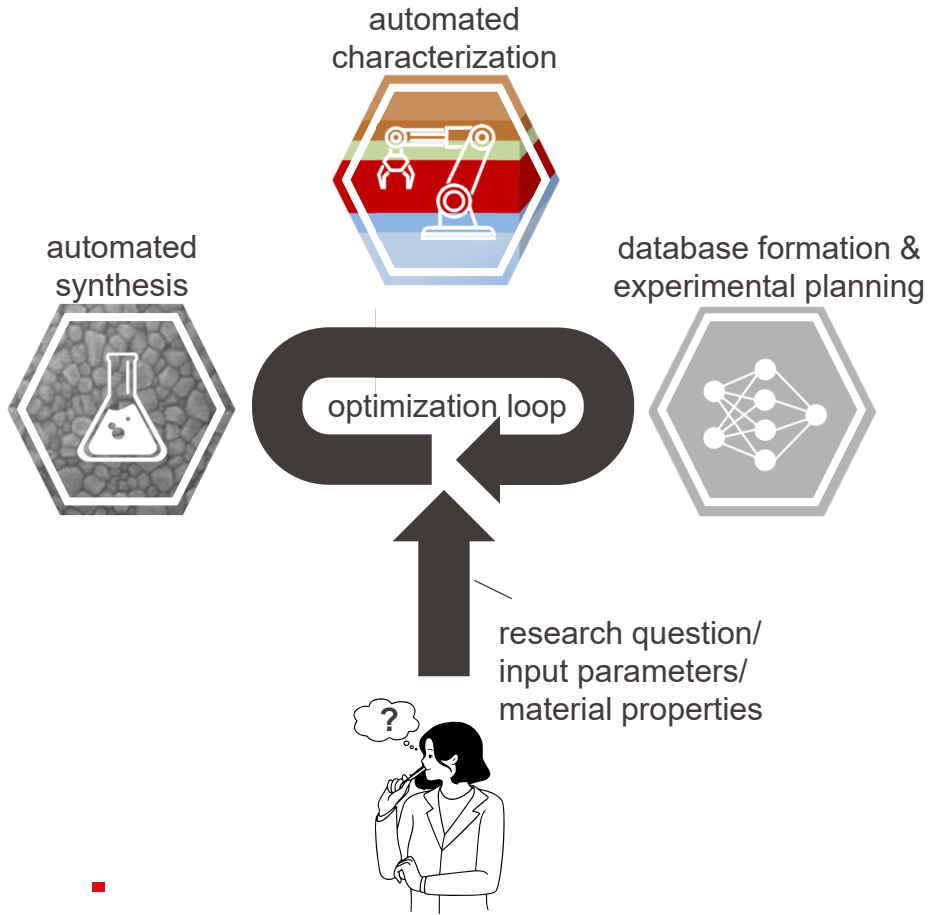 automated
characterization
automated
synthesis
database formation &
experimental planning
optimization loop
research question/
input parameters/
material properties
?